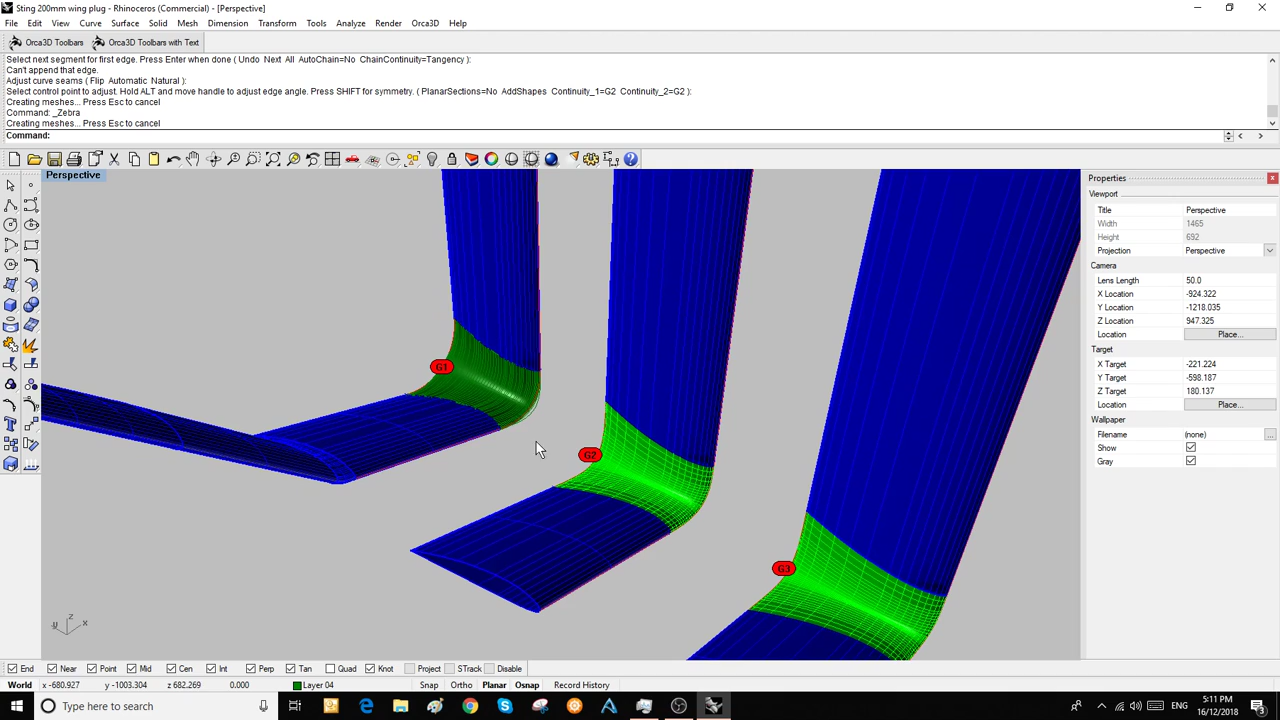 Sting 200mm wing plug - Rhinoceros (Commercial) - [Perspective]
File Edit View Curve Surface Solid Mesh Dimension Transform Tools Analyze Orca3D Help
Orca3D Toolbars Orca3D Toolbars with Text
Select next segment for first edge. Press Enter when done ( Undo Next All AutoChain=No ChainContinuity=Tangency ):
Can't append that edge.
Adjust curve seams ( Flip Automatic Natural ):
Select control point to adjust. Hold ALT and move handle to adjust edge angle. Press SHIFT for symmetry. ( PlanarSections=No AddShapes Continuity_1=G2 Continuity_2=G2 ):
Creating meshes... Press Esc to cancel
Command: _Zebra
Creating meshes... Press Esc to cancel
Command:
Perspective
G1
G2
G3
z
y
x
Properties
Viewport
Title Perspective
Width 1465
Height 692
Projection Perspective
Camera
Lens Length 50.0
X Location -924.322
Y Location -1218.035
Z Location 947.325
Location Place...
Target
X Target -221.224
Y Target -598.187
Z Target 180.137
Location Place...
Wallpaper
Filename (none) ...
Show
Gray
End Near Point Mid Cen Int Perp Tan Quad Knot Project STrack Disable
World x -680.927 y -1003.304 z 682.269 0.000 Layer 04 Snap Ortho Planar Osnap Record History
Type here to search
ENG
5:11 PM
16/12/2018
3